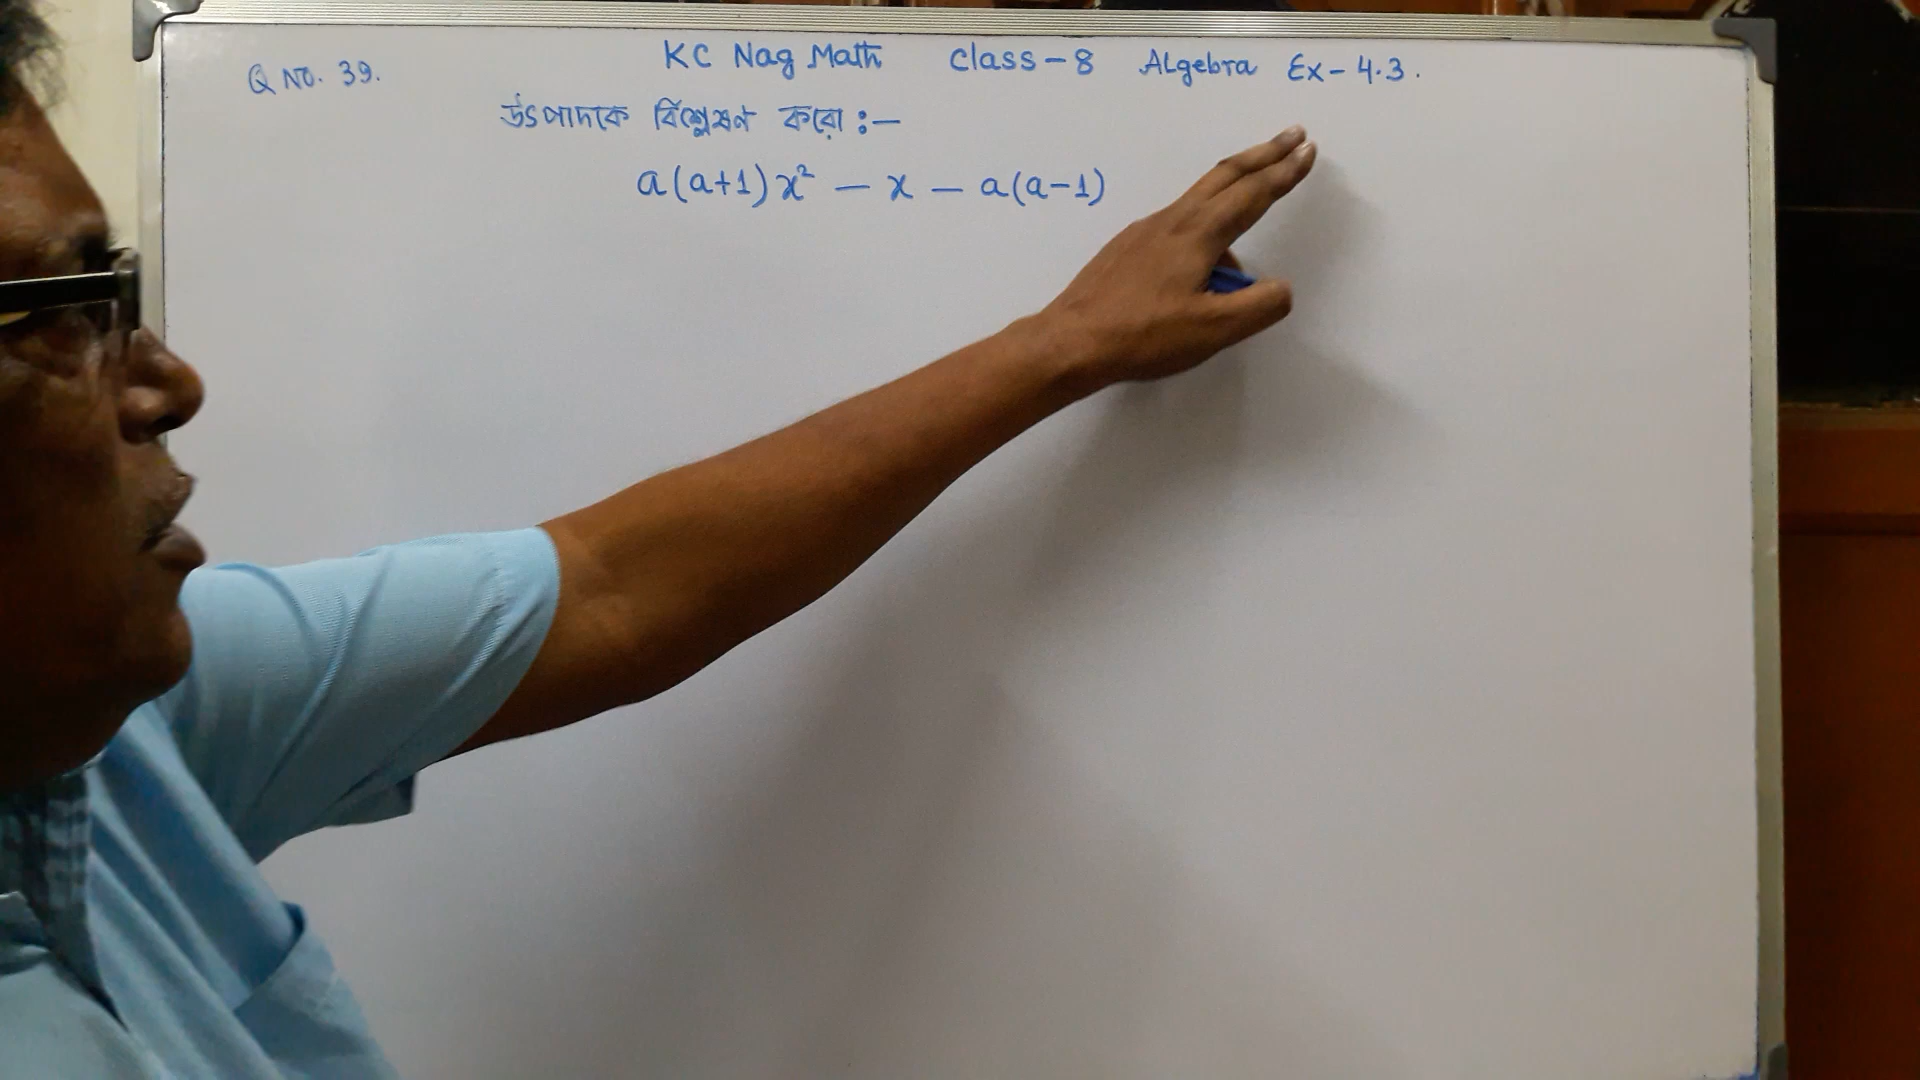 KC Nag Math Class-8 Algebra Ex-4.3.
Q No. 39.
উৎপাদকে বিশ্লেষণ করো :-
a(a+1)x² - x - a(a-1)